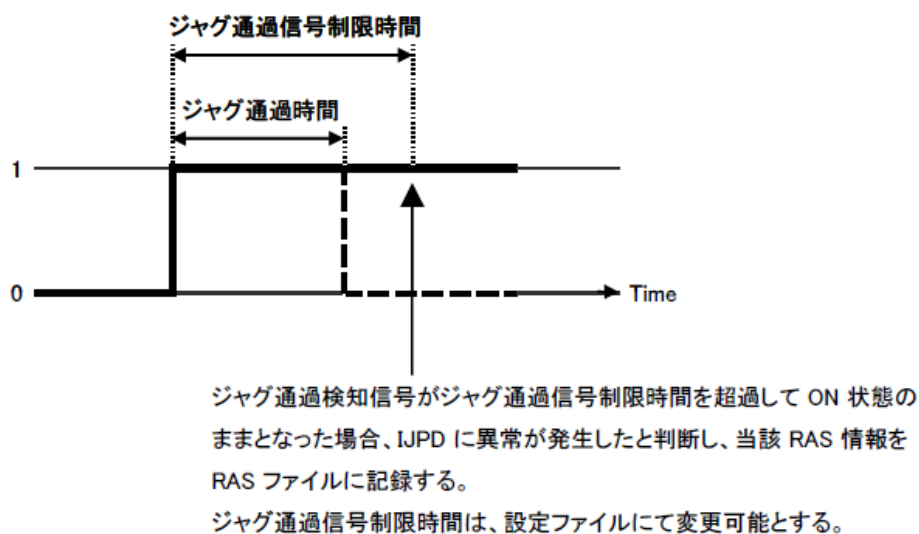 ジャグ通過信号制限時間
ジャグ通過時間
1
0
Time
ジャグ通過検知信号がジャグ通過信号制限時間を超過して ON 状態の
ままとなった場合、IJPD に異常が発生したと判断し、当該 RAS 情報を
RAS ファイルに記録する。
ジャグ通過信号制限時間は、設定ファイルにて変更可能とする。